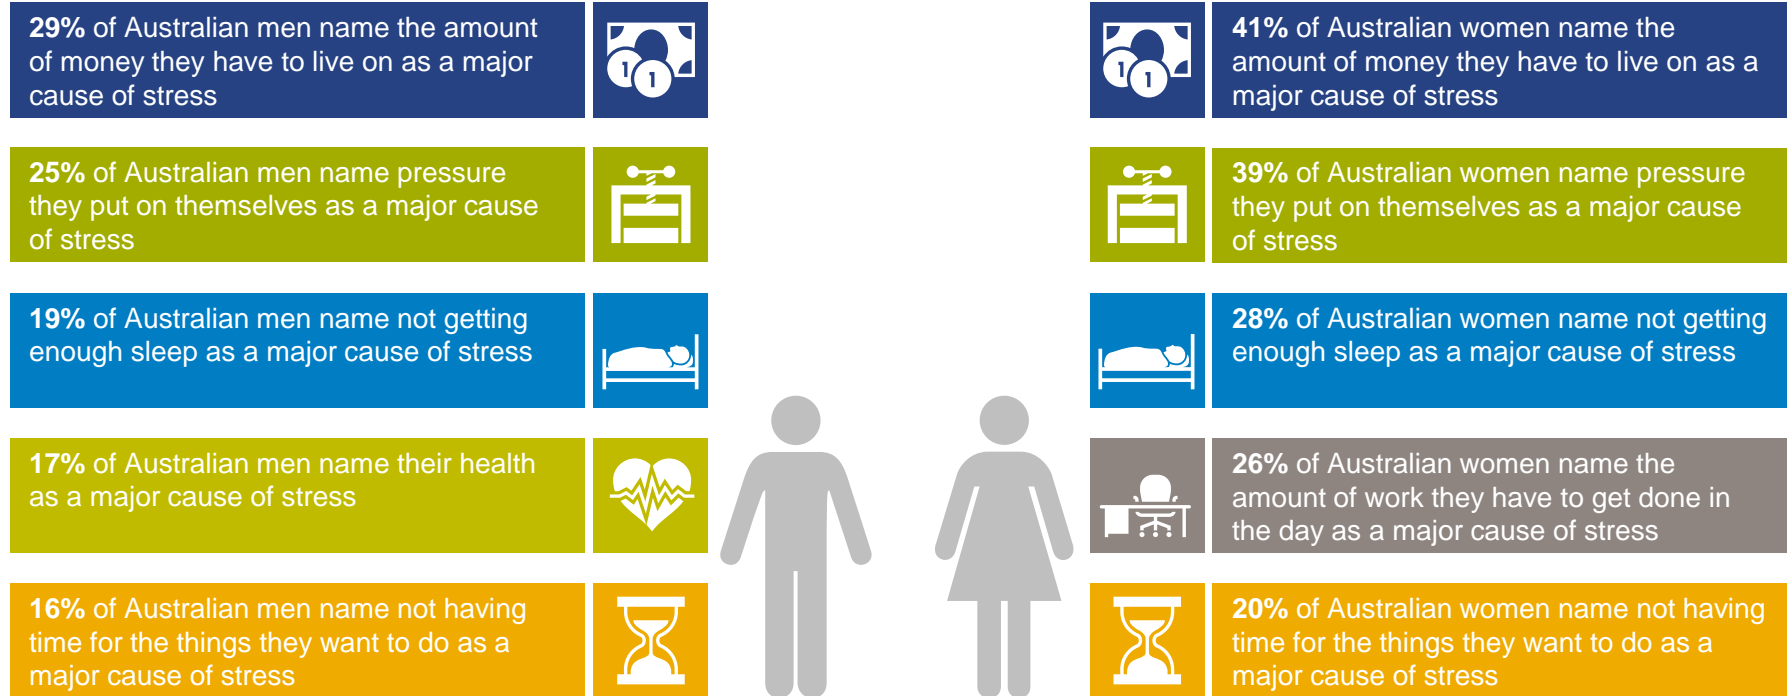 29% of Australian men name the amount
of money they have to live on as a major
cause of stress
1
1
25% of Australian men name pressure
they put on themselves as a major cause
of stress
19% of Australian men name not getting
enough sleep as a major cause of stress
17% of Australian men name their health
as a major cause of stress
16% of Australian men name not having
time for the things they want to do as a
major cause of stress
1
1
41% of Australian women name the
amount of money they have to live on as a
major cause of stress
39% of Australian women name pressure
they put on themselves as a major cause
of stress
28% of Australian women name not getting
enough sleep as a major cause of stress
26% of Australian women name the
amount of work they have to get done in
the day as a major cause of stress
20% of Australian women name not having
time for the things they want to do as a
major cause of stress